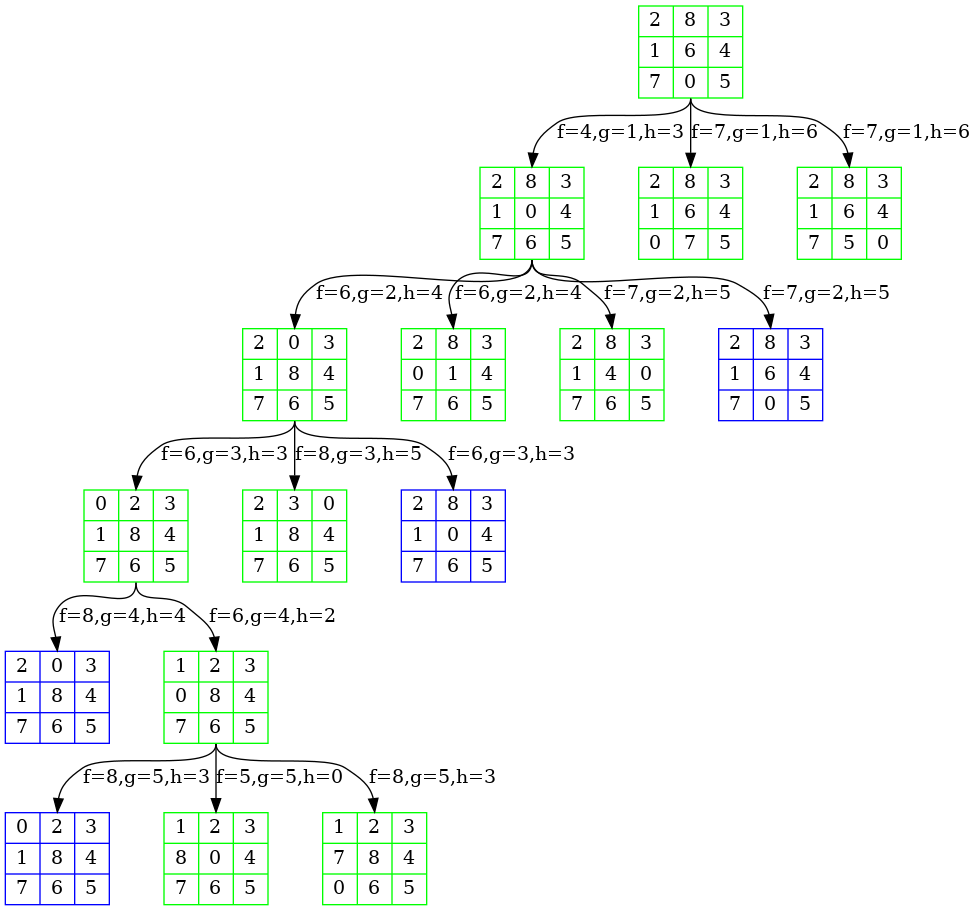 2 8 3
1 6 4
7 0 5
f=4,g=1,h=3 f=7,g=1,h=6 f=7,g=1,h=6
2 8 3 2 8 3 2 8 3
1 0 4 1 6 4 1 6 4
7 6 5 0 7 5 7 5 0
f=6,g=2,h=4 f=6,g=2,h=4 f=7,g=2,h=5 f=7,g=2,h=5
2 0 3 2 8 3 2 8 3 2 8 3
1 8 4 0 1 4 1 4 0 1 6 4
7 6 5 7 6 5 7 6 5 7 0 5
f=6,g=3,h=3 f=8,g=3,h=5 f=6,g=3,h=3
0 2 3 2 3 0 2 8 3
1 8 4 1 8 4 1 0 4
7 6 5 7 6 5 7 6 5
f=8,g=4,h=4 f=6,g=4,h=2
2 0 3 1 2 3
1 8 4 0 8 4
7 6 5 7 6 5
f=8,g=5,h=3 f=5,g=5,h=0 f=8,g=5,h=3
0 2 3 1 2 3 1 2 3
1 8 4 8 0 4 7 8 4
7 6 5 7 6 5 0 6 5